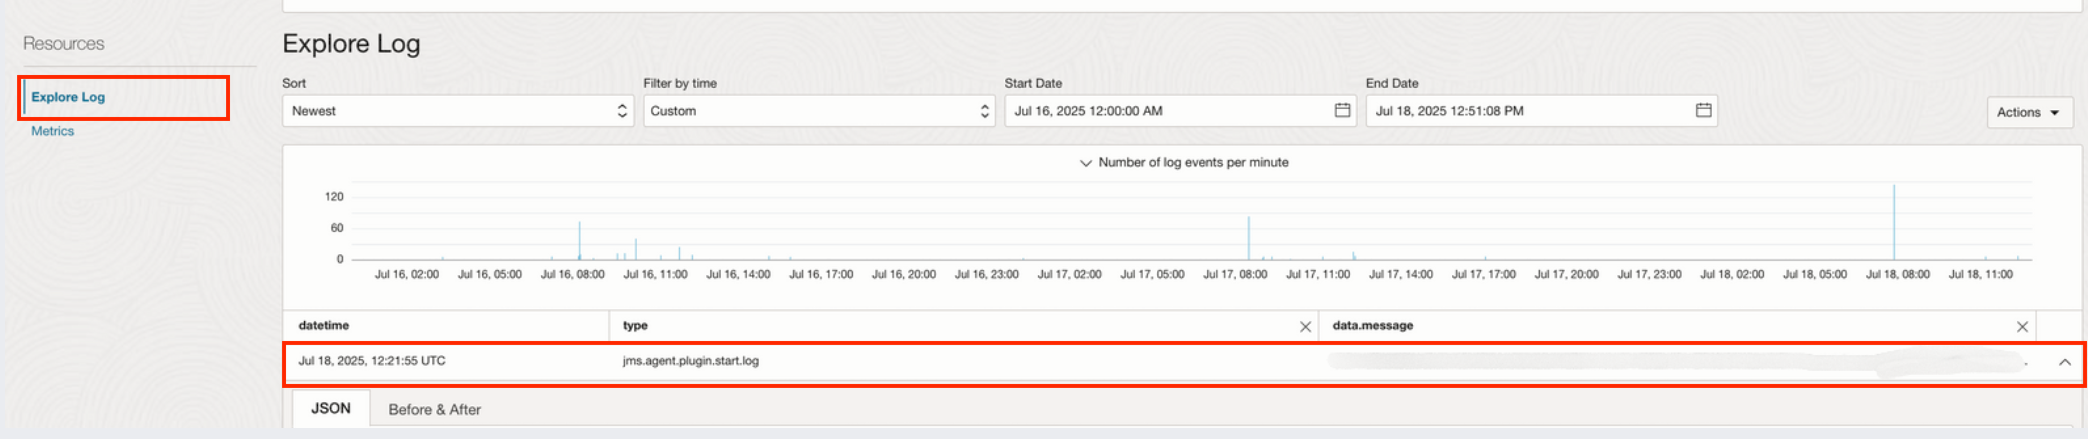 Resources
Explore Log
Metrics
Explore Log
Sort
Filter by time
Start Date
End Date
Newest
Custom
Jul 16, 2025 12:00:00 AM
Jul 18, 2025 12:51:08 PM
Actions
Number of log events per minute
120
60
0
Jul 16, 02:00 Jul 16, 05:00 Jul 16, 08:00 Jul 16, 11:00 Jul 16, 14:00 Jul 16, 17:00 Jul 16, 20:00 Jul 16, 23:00 Jul 17, 02:00 Jul 17, 05:00 Jul 17, 08:00 Jul 17, 11:00 Jul 17, 14:00 Jul 17, 17:00 Jul 17, 20:00 Jul 17, 23:00 Jul 18, 02:00 Jul 18, 05:00 Jul 18, 08:00 Jul 18, 11:00
datetime type data.message
Jul 18, 2025, 12:21:55 UTC jms.agent.plugin.start.log
JSON Before & After